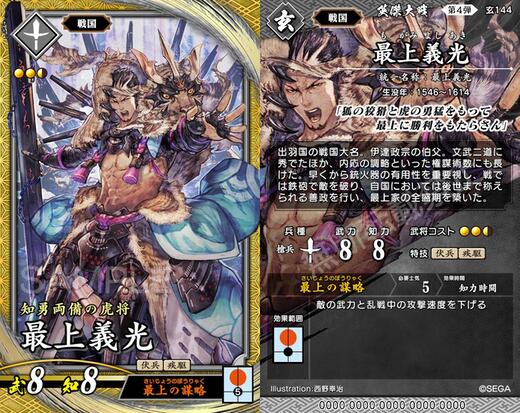 戦国
SAMPLE
知勇両備の虎将
最上義光
伏兵 疾駆
武8 知8
さいじょうのぼうりゃく
最上の謀略
5
玄
戦国
英傑大戦
第4弾
玄144
もがみ よしあき
最上義光
統一名称:最上義光
生没年:1546~1614
「狐の狡猾と虎の勇猛をもって
最上に勝利をもたらさん」
出羽国の戦国大名。伊達政宗の伯父。文武二道に
秀でたほか、内応の調略といった権謀術数にも長
けた。早くから銃火器の有用性を重要視し、戦で
は鉄砲で敵を破り、自国においては後世まで称え
られる善政を行い、最上家の全盛期を築いた。
兵種 武力 知力 武将コスト
槍兵 8 8 特技 伏兵 疾駆
さいじょうのぼうりゃく 必要士気 効果時間
最上の謀略 5 知力時間
敵の武力と乱戦中の攻撃速度を下げる
効果範囲
Illustration:西野幸治
©SEGA
0000 0000 0000 0000 0000